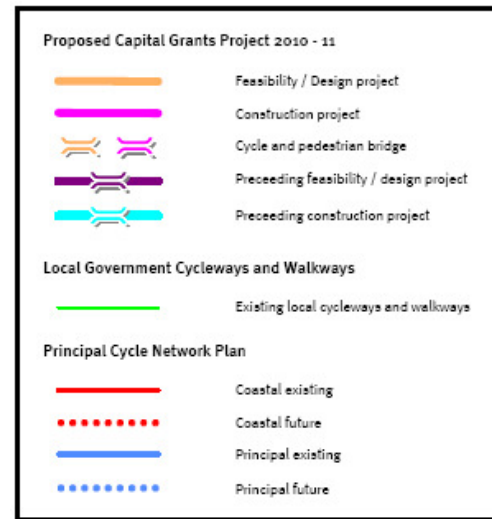 Proposed Capital Grants Project 2010 - 11
Feasibility / Design project
Construction project
Cycle and pedestrian bridge
Preceeding feasibility / design project
Preceeding construction project
Local Government Cycleways and Walkways
Existing local cycleways and walkways
Principal Cycle Network Plan
Coastal existing
Coastal future
Principal existing
Principal future